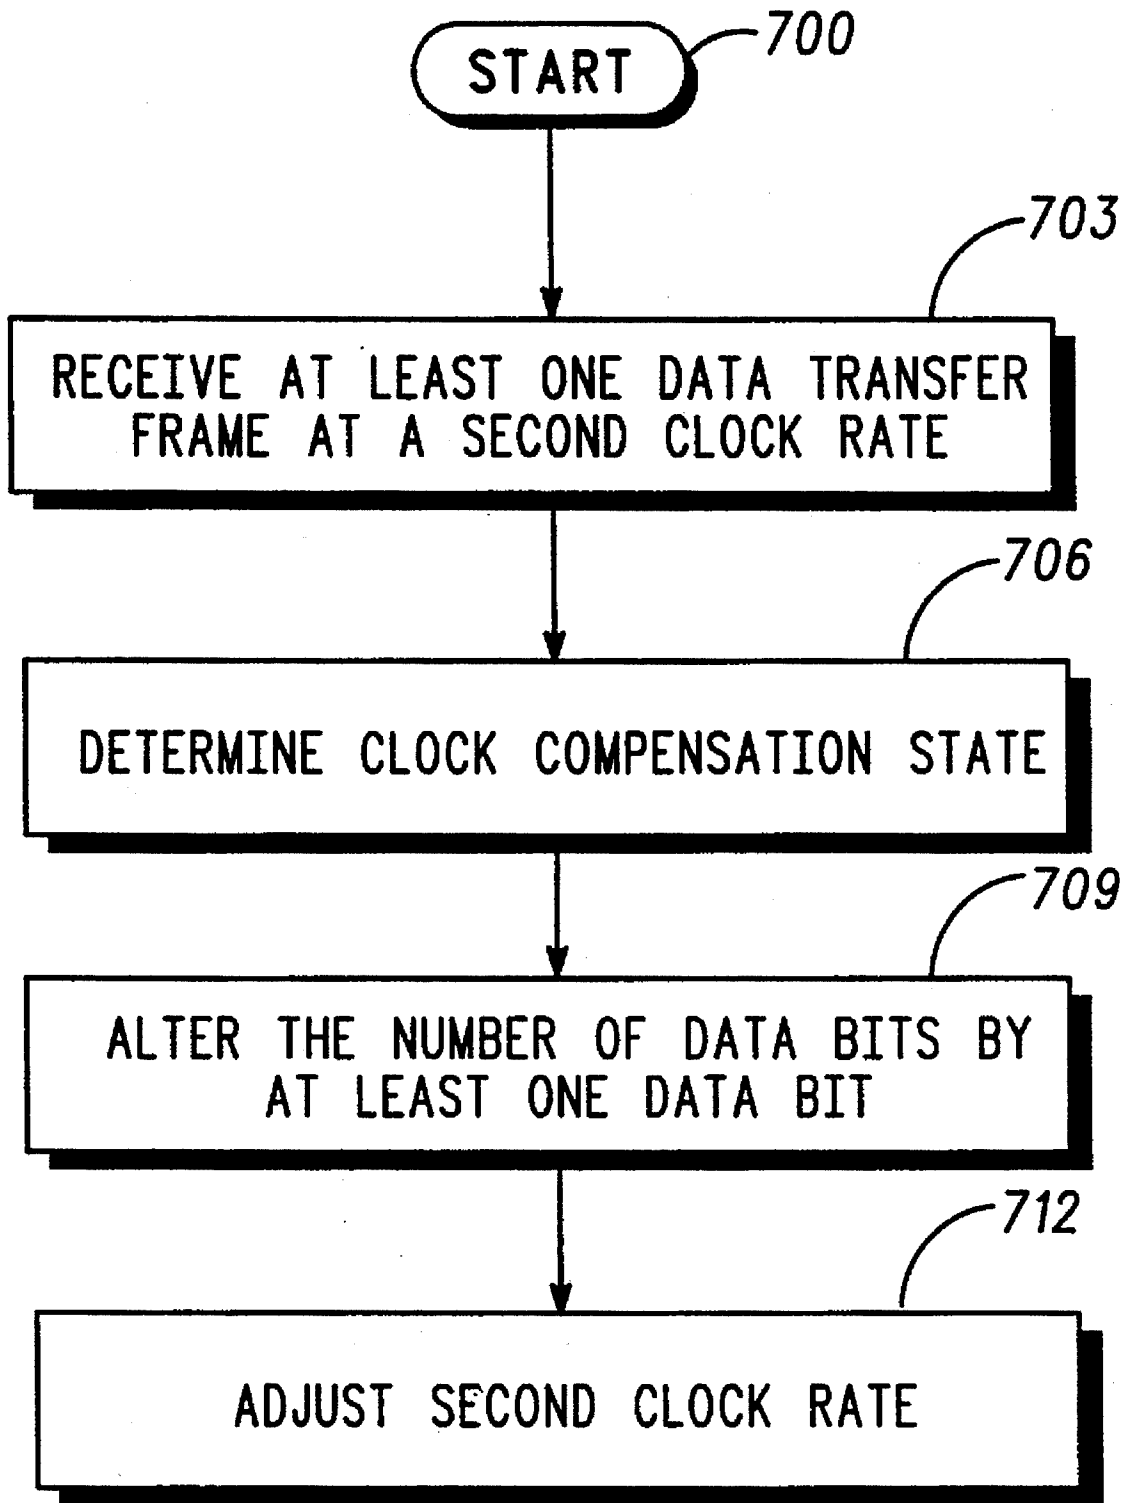 START
700
703
RECEIVE AT LEAST ONE DATA TRANSFER
FRAME AT A SECOND CLOCK RATE
706
DETERMINE CLOCK COMPENSATION STATE
709
ALTER THE NUMBER OF DATA BITS BY
AT LEAST ONE DATA BIT
712
ADJUST SECOND CLOCK RATE